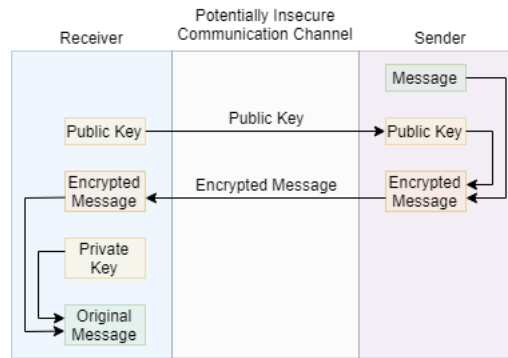 Potentially Insecure
Receiver Communication Channel Sender
Message
Public Key Public Key Public Key
Encrypted Encrypted Message Encrypted
Message Message
Private
Key
Original
Message